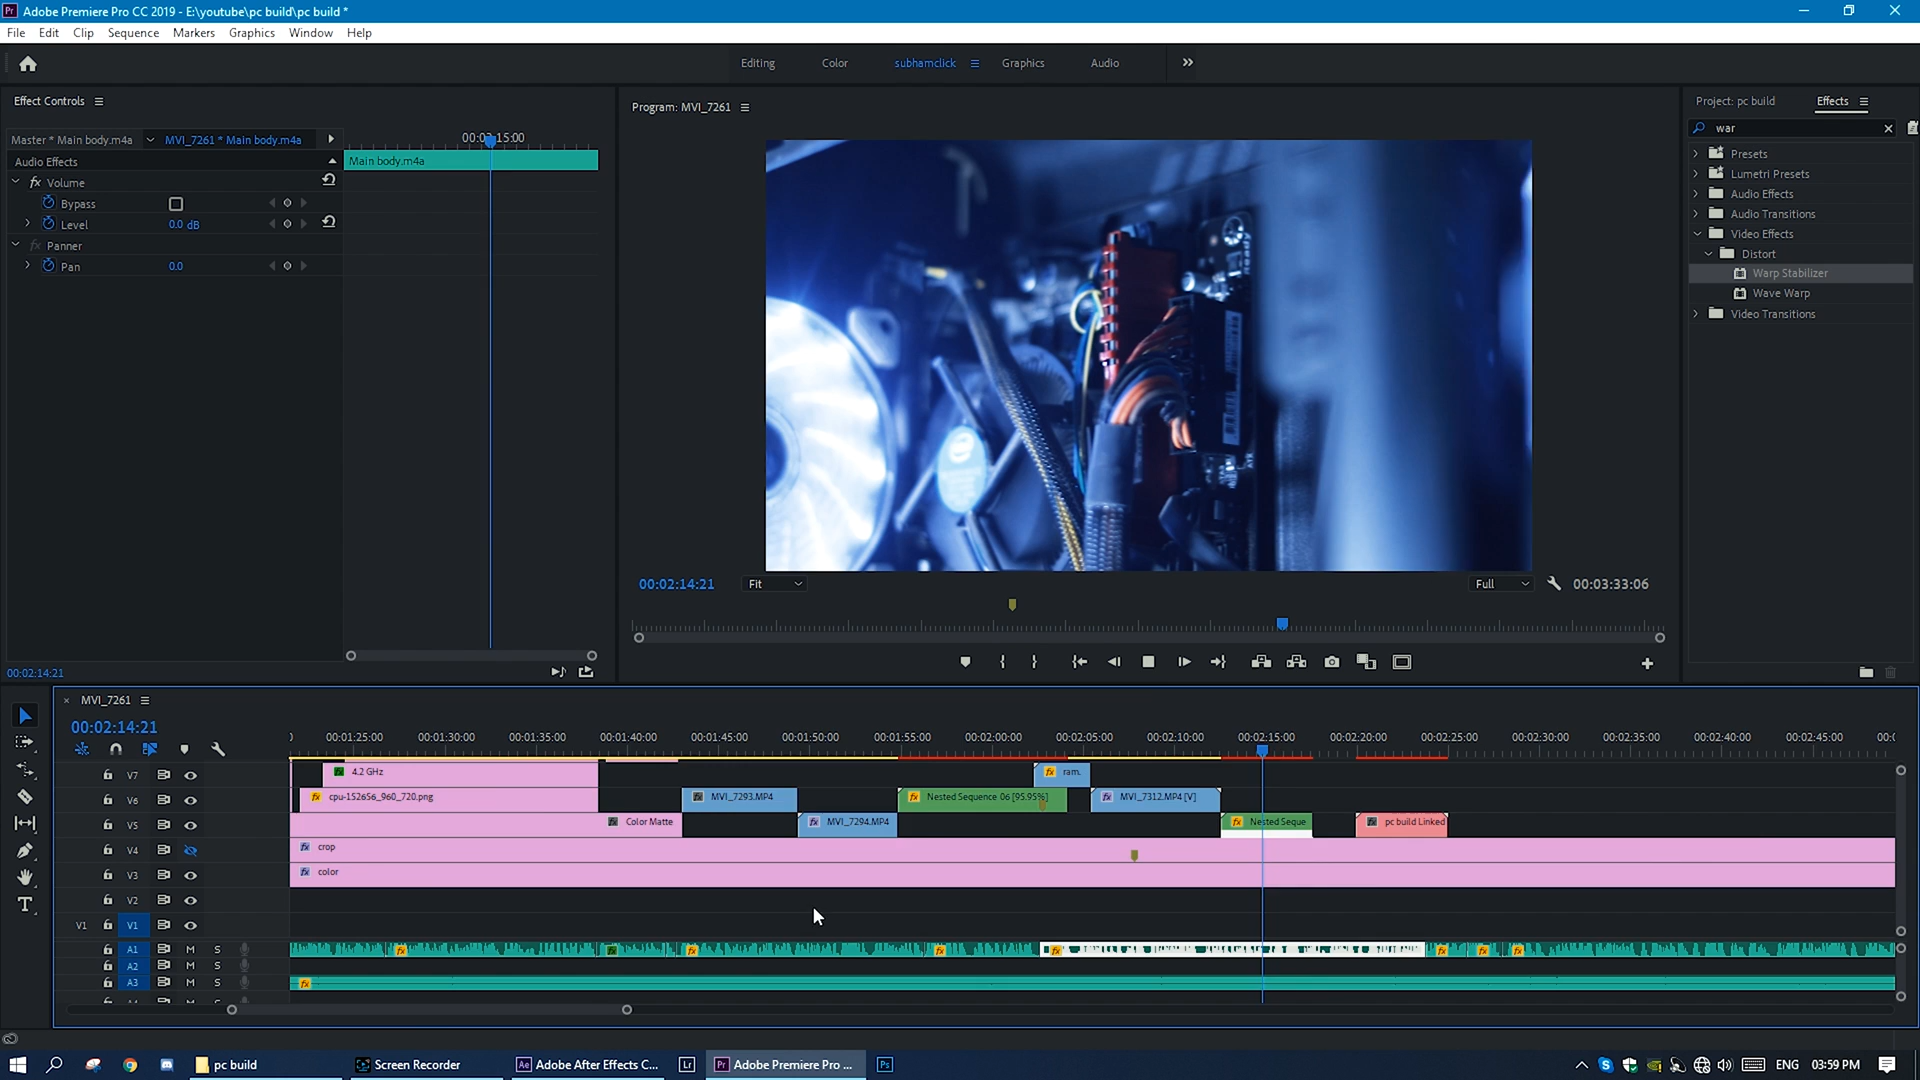 Adobe Premiere Pro CC 2019 - E:\youtube\pc build\pc build *
File Edit Clip Sequence Markers Graphics Window Help
Editing Color subhamclick Graphics Audio
Effect Controls
Master * Main body.m4a MVI_7261 * Main body.m4a
Audio Effects
Main body.m4a
fx Volume
Bypass
Level 0.0 dB
fx Panner
Pan 0.0
00:02:14:21
Program: MVI_7261
00:02:14:21 Fit Full 00:03:33:06
Project: pc build Effects
war
Presets
Lumetri Presets
Audio Effects
Audio Transitions
Video Effects
Distort
Warp Stabilizer
Wave Warp
Video Transitions
MVI_7261
00:02:14:21
00:01:25:00 00:01:30:00 00:01:35:00 00:01:40:00 00:01:45:00 00:01:50:00 00:01:55:00 00:02:00:00 00:02:05:00 00:02:10:00 00:02:15:00 00:02:20:00 00:02:25:00 00:02:30:00 00:02:35:00 00:02:40:00 00:02:45:00
V7 4.2 GHz ram.
V6 cpu-152656_960_720.png MVI_7293.MP4 Nested Sequence 06 [95.95%] MVI_7312.MP4 [V]
V5 Color Matte MVI_7294.MP4 Nested Seque pc build Linked
V4 crop
V3 color
V2
V1 V1
A1 M S
A2 M S
A3 M S
pc build Screen Recorder Ae Adobe After Effects C... Lr Pr Adobe Premiere Pro ... Ps ENG 03:59 PM